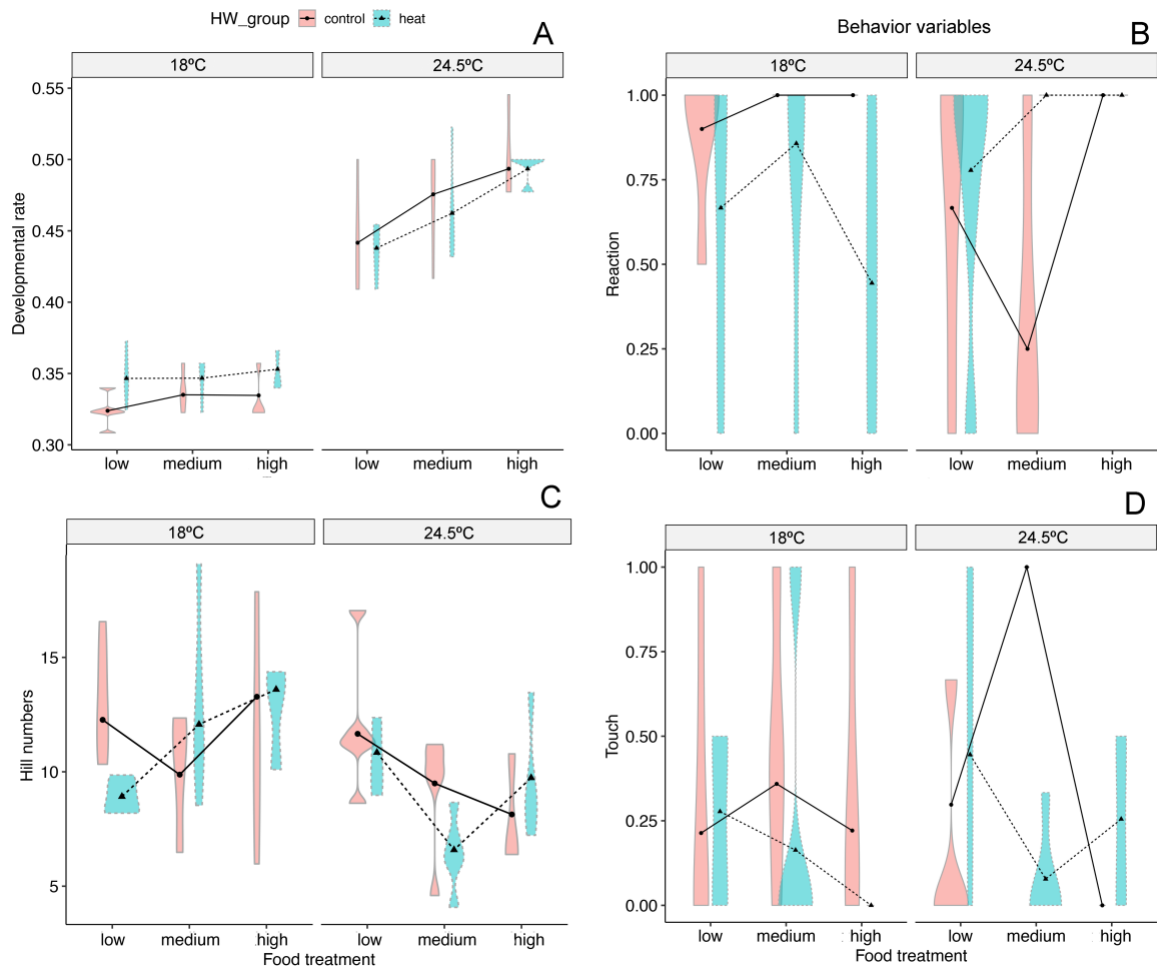 HW_group control heat
A
18ºC 24.5ºC
Developmental rate
0.55
0.50
0.45
0.40
0.35
0.30
low medium high low medium high
Behavior variables
B
18ºC 24.5ºC
Reaction
1.00
0.75
0.50
0.25
0.00
low medium high low medium high
C
18ºC 24.5ºC
Hill numbers
15
10
5
low medium high low medium high
Food treatment
D
18ºC 24.5ºC
Touch
1.00
0.75
0.50
0.25
0.00
low medium high low medium high
Food treatment